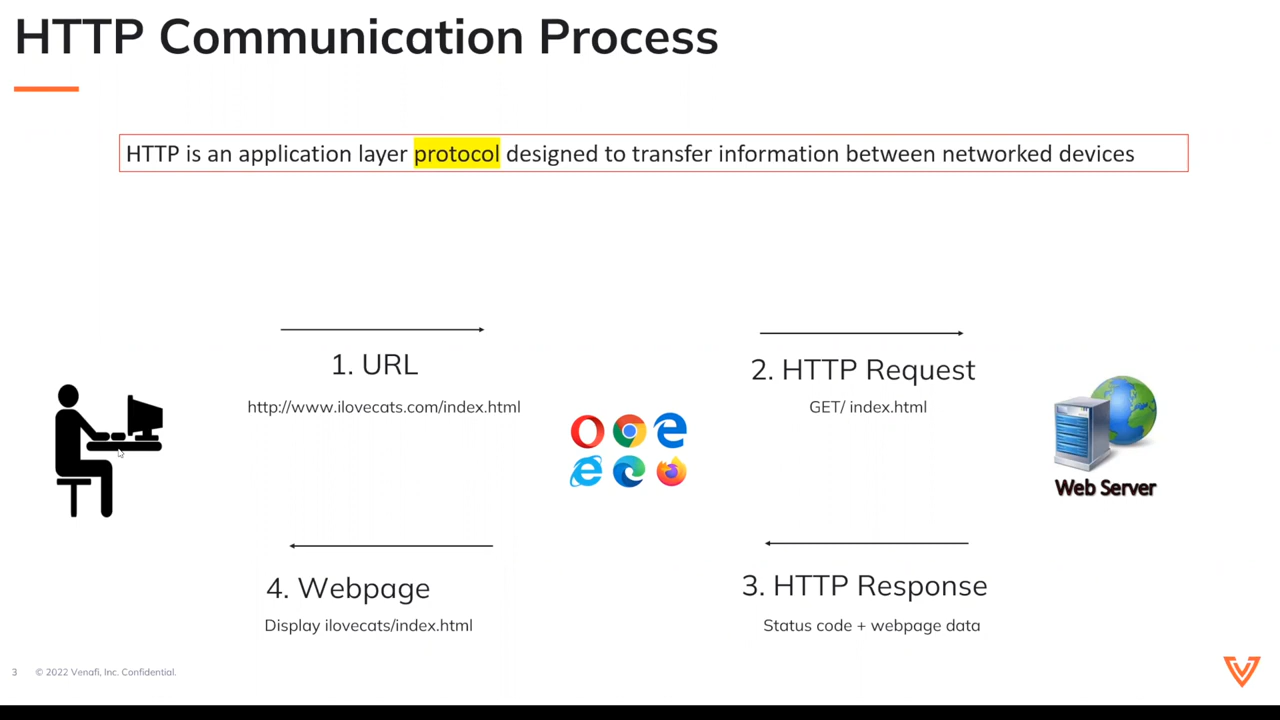 HTTP Communication Process
HTTP is an application layer protocol designed to transfer information between networked devices
1. URL
http://www.ilovecats.com/index.html
2. HTTP Request
GET/ index.html
Web Server
4. Webpage
Display ilovecats/index.html
3. HTTP Response
Status code + webpage data
3 © 2022 Venafi, Inc. Confidential.